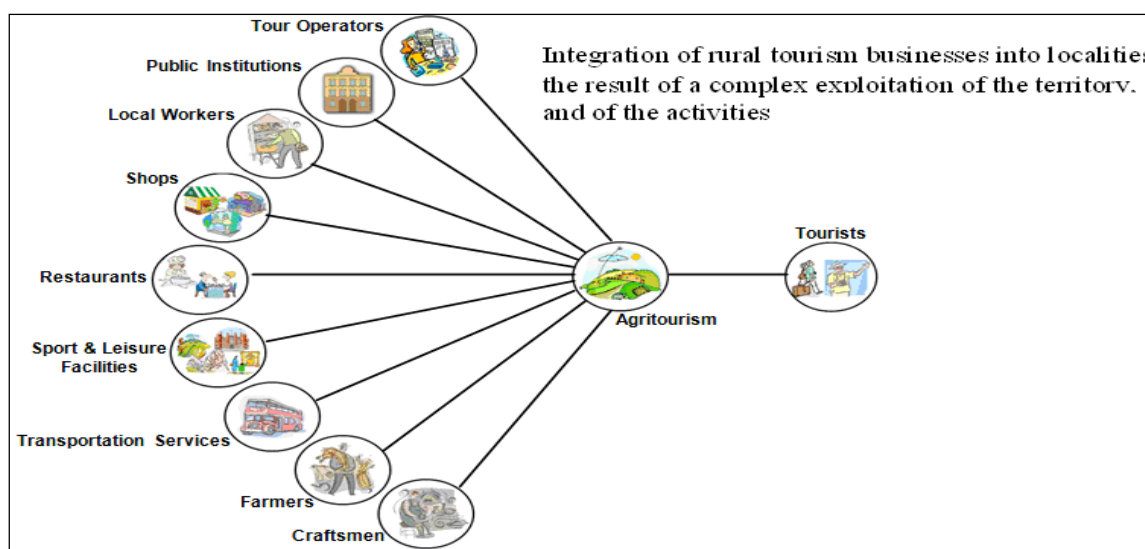 Tour Operators
Integration of rural tourism businesses into localities
the result of a complex exploitation of the territory,
and of the activities
Public Institutions
Local Workers
Shops
Tourists
Restaurants
Agritourism
Sport & Leisure
Facilities
Transportation Services
Farmers
Craftsmen